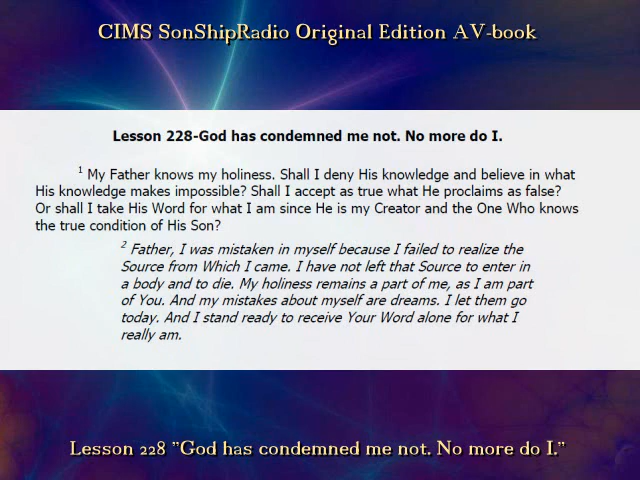 CIMS SonShipRadio Original Edition AV-book
Lesson 228-God has condemned me not. No more do I.
1 My Father knows my holiness. Shall I deny His knowledge and believe in what
His knowledge makes impossible? Shall I accept as true what He proclaims as false?
Or shall I take His Word for what I am since He is my Creator and the One Who knows
the true condition of His Son?
2 Father, I was mistaken in myself because I failed to realize the
Source from Which I came. I have not left that Source to enter in
a body and to die. My holiness remains a part of me, as I am part
of You. And my mistakes about myself are dreams. I let them go
today. And I stand ready to receive Your Word alone for what I
really am.
Lesson 228 "God has condemned me not. No more do I."